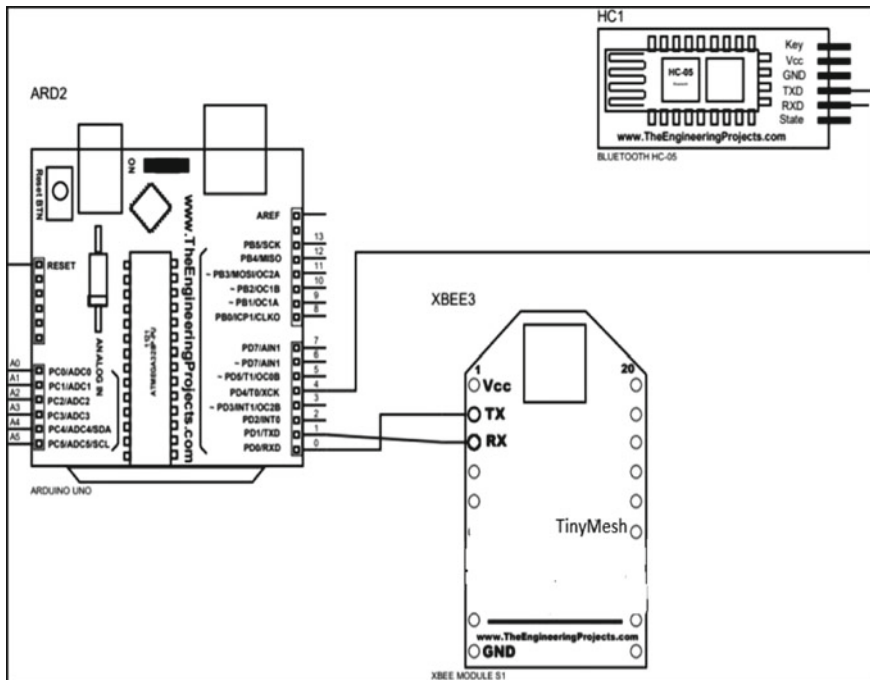 HC1
HC-05
Key
Vcc
GND
TXD
RXD
State
www.TheEngineeringProjects.com
BLUETOOTH HC-05
ARD2
Reset BTN
ON
www.TheEngineeringProjects.com
RESET
ANALOG IN
A0 PC0/ADC0
A1 PC1/ADC1
A2 PC2/ADC2
A3 PC3/ADC3
A4 PC4/ADC4/SDA
A5 PC5/ADC5/SCL
AREF
PB5/SCK 13
PB4/MISO 12
~ PB3/MOSI/OC2A 11
~ PB2/OC1B 10
~ PB1/OC1A 9
PB0/ICP1/CLKO 8
PD7/AIN1 7
~ PD7/AIN1 6
~ PD5/T1/OC0B 5
PD4/T0/XCK 4
~ PD3/INT1/OC2B 3
PD2/INT0 2
PD1/TXD 1
PD0/RXD 0
ARDUINO UNO
XBEE3
1 20
Vcc
TX
RX
TinyMesh
www.TheEngineeringProjects.com
GND
XBEE MODULE S1